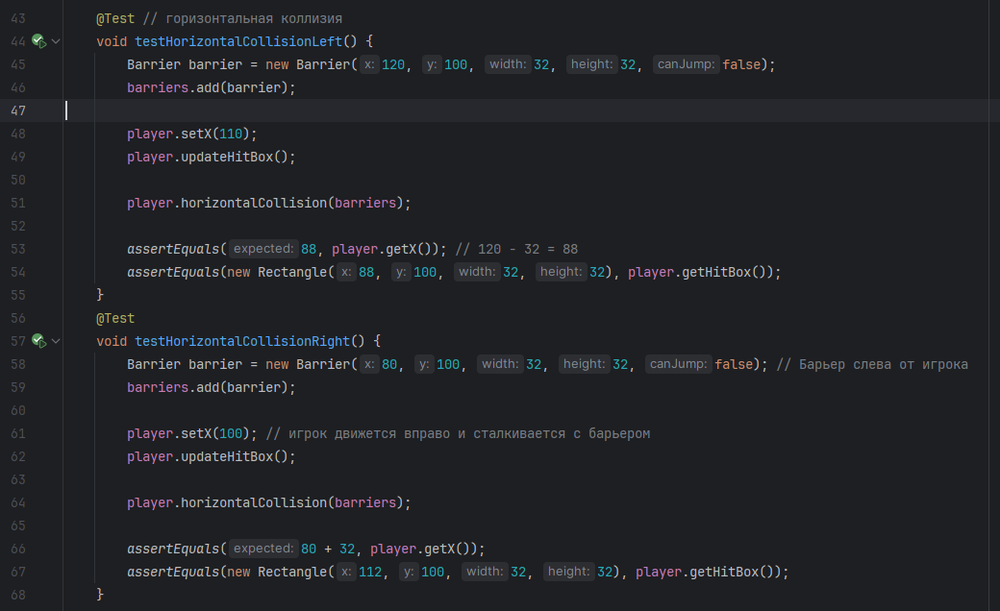 43 @Test // горизонтальная коллизия
44 void testHorizontalCollisionLeft() {
45 Barrier barrier = new Barrier( x: 120, y: 100, width: 32, height: 32, canJump: false);
46 barriers.add(barrier);
47
48 player.setX(110);
49 player.updateHitBox();
50
51 player.horizontalCollision(barriers);
52
53 assertEquals( expected: 88, player.getX()); // 120 - 32 = 88
54 assertEquals(new Rectangle( x: 88, y: 100, width: 32, height: 32), player.getHitBox());
55 }
56 @Test
57 void testHorizontalCollisionRight() {
58 Barrier barrier = new Barrier( x: 80, y: 100, width: 32, height: 32, canJump: false); // Барьер слева от игрока
59 barriers.add(barrier);
60
61 player.setX(100); // игрок движется вправо и сталкивается с барьером
62 player.updateHitBox();
63
64 player.horizontalCollision(barriers);
65
66 assertEquals( expected: 80 + 32, player.getX());
67 assertEquals(new Rectangle( x: 112, y: 100, width: 32, height: 32), player.getHitBox());
68 }